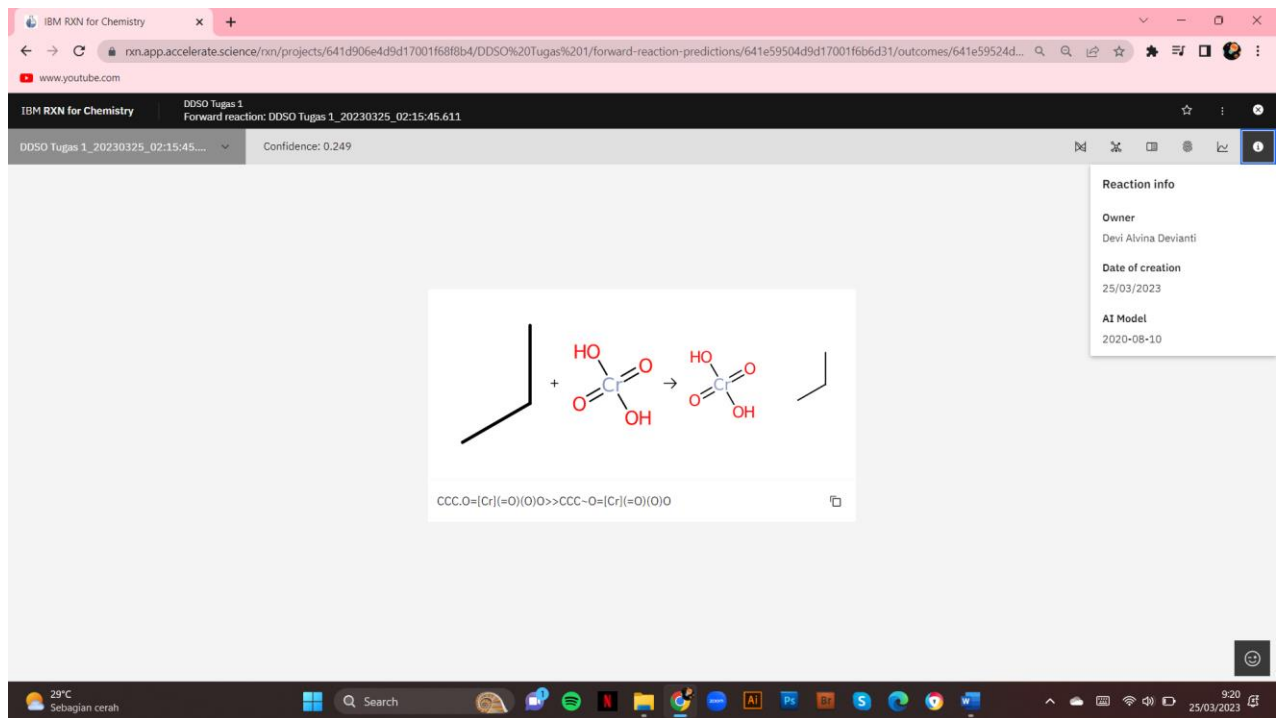 IBM RXN for Chemistry
rxn.app.accelerate.science/rxn/projects/641d906e4d9d17001f68f8b4/DDSO%20Tugas%201/forward-reaction-predictions/641e59504d9d17001f6b6d31/outcomes/641e59524d...
www.youtube.com
IBM RXN for Chemistry
DDSO Tugas 1
Forward reaction: DDSO Tugas 1_20230325_02:15:45.611
DDSO Tugas 1_20230325_02:15:45....
Confidence: 0.249
Reaction info
Owner
Devi Alvina Devianti
Date of creation
25/03/2023
AI Model
2020-08-10
HO
O
+
Cr
O
OH
→
HO
O
Cr
O
OH
CCC.O=[Cr](=O)(O)O>>CCC~O=[Cr](=O)(O)O
29°C
Sebagian cerah
Search
zoom
Ai
Ps
Br
9:20
25/03/2023